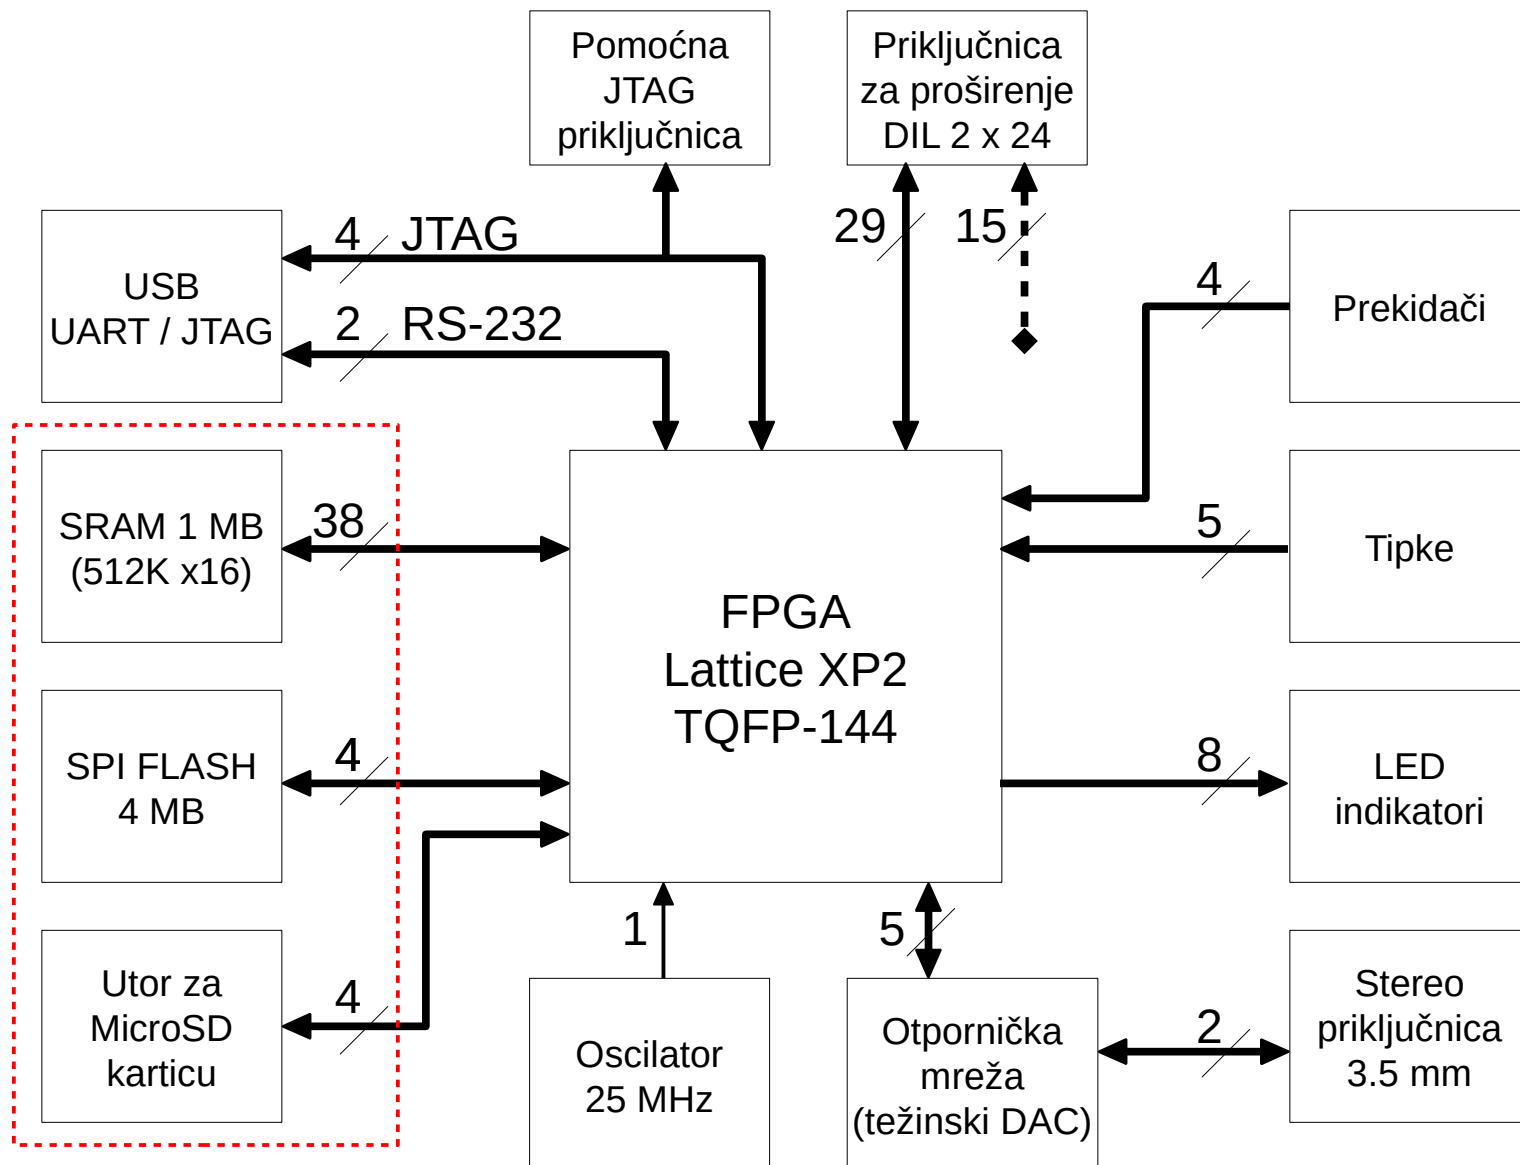 Pomoćna
JTAG
priključnica
Priključnica
za proširenje
DIL 2 x 24
29
15
4
JTAG
USB
UART / JTAG
2
RS-232
4
Prekidači
SRAM 1 MB
(512K x16)
38
5
Tipke
FPGA
Lattice XP2
TQFP-144
SPI FLASH
4 MB
4
8
LED
indikatori
Utor za
MicroSD
karticu
4
1
Oscilator
25 MHz
5
Otpornička
mreža
(težinski DAC)
2
Stereo
priključnica
3.5 mm